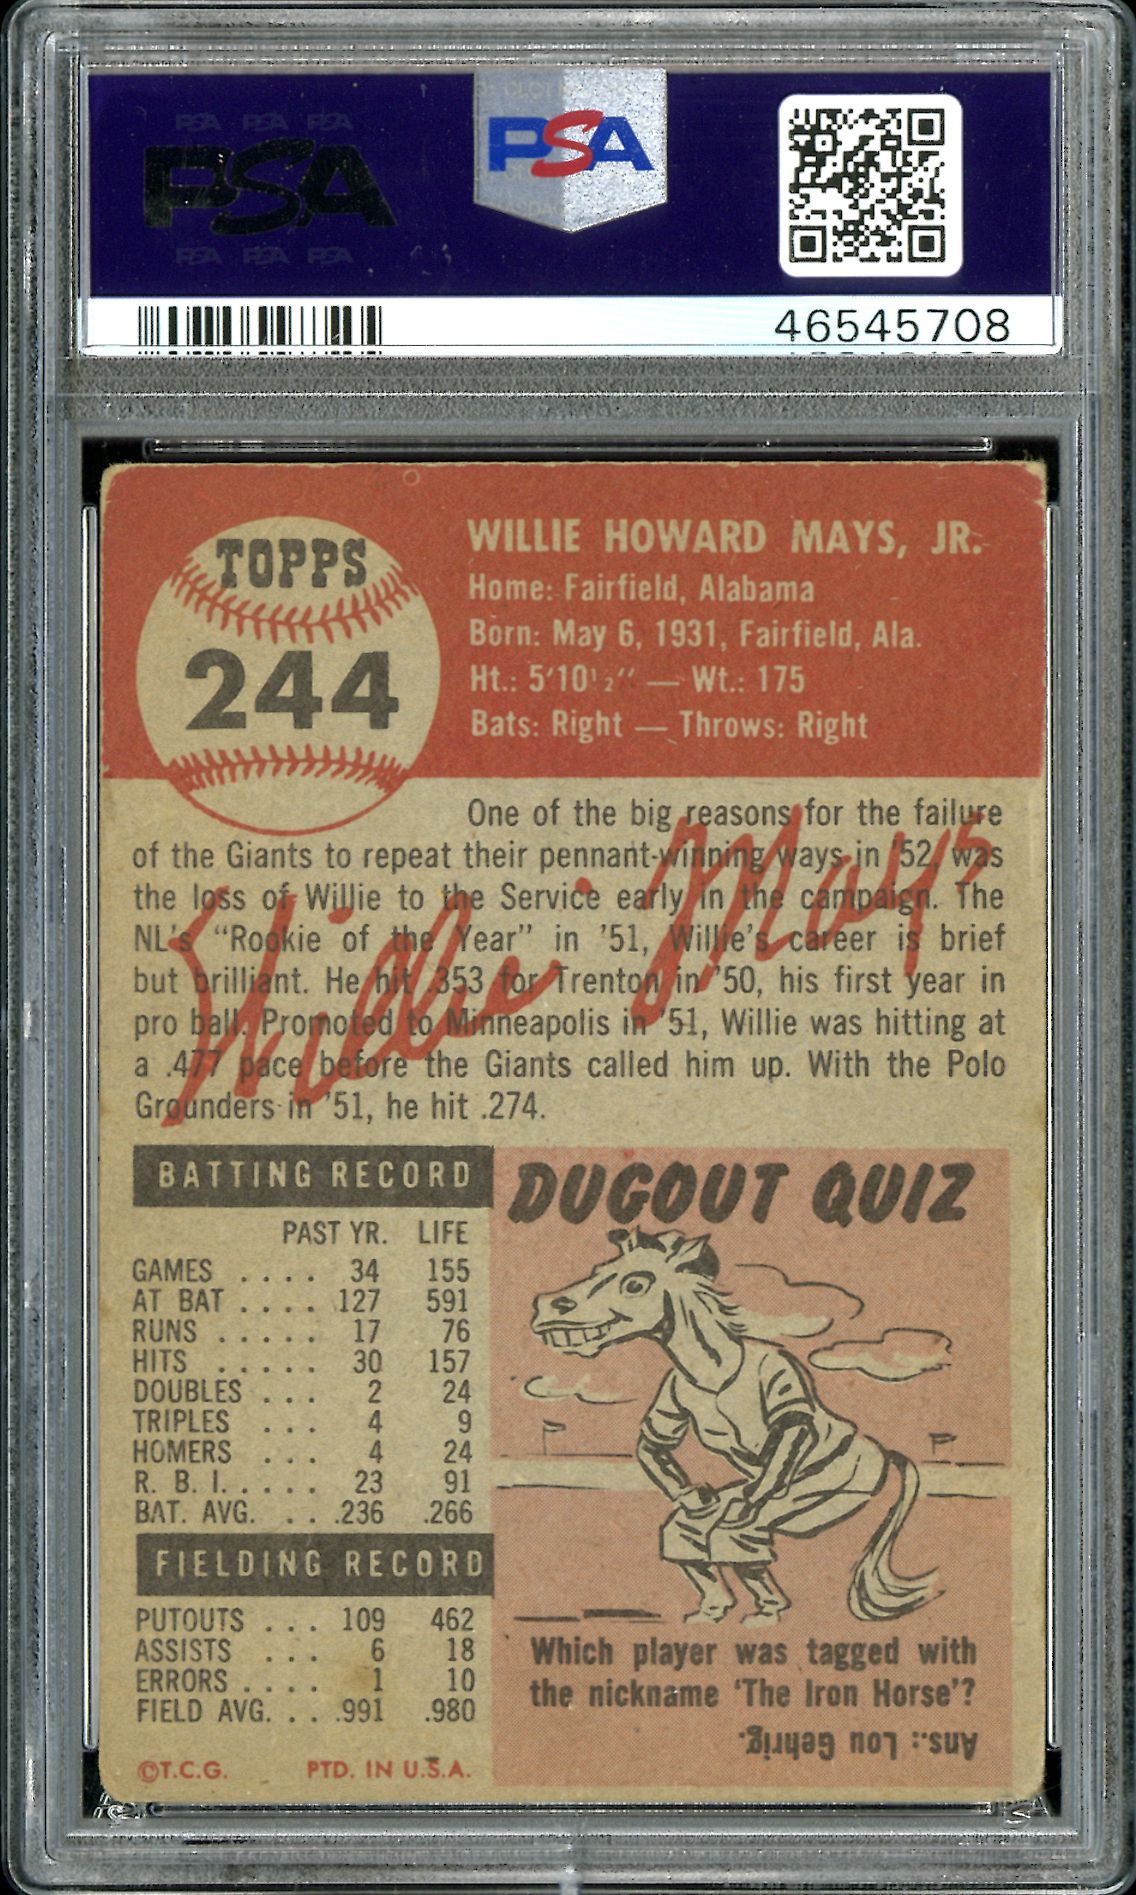 PSA PSA PSA
PSA
PSA PSA PSA
PSA
46545708
TOPPS
244
WILLIE HOWARD MAYS, JR.
Home: Fairfield, Alabama
Born: May 6, 1931, Fairfield, Ala.
Ht.: 5'10½" — Wt.: 175
Bats: Right — Throws: Right
One of the big reasons for the failure
of the Giants to repeat their pennant-winning ways in '52, was
the loss of Willie to the Service early in the campaign. The
NL's "Rookie of the Year" in '51, Willie's career is brief
but brilliant. He hit .353 for Trenton in '50, his first year in
pro ball. Promoted to Minneapolis in '51, Willie was hitting at
a .477 pace before the Giants called him up. With the Polo
Grounders in '51, he hit .274.
Willie Mays
BATTING RECORD
PAST YR. LIFE
GAMES .... 34 155
AT BAT .... 127 591
RUNS ..... 17 76
HITS ..... 30 157
DOUBLES ... 2 24
TRIPLES ... 4 9
HOMERS ... 4 24
R. B. I. .... 23 91
BAT. AVG. ... .236 .266
FIELDING RECORD
PUTOUTS ... 109 462
ASSISTS ... 6 18
ERRORS .... 1 10
FIELD AVG. ... .991 .980
©T.C.G. PTD. IN U.S.A.
DUGOUT QUIZ
Which player was tagged with
the nickname 'The Iron Horse'?
Ans.: Lou Gehrig.